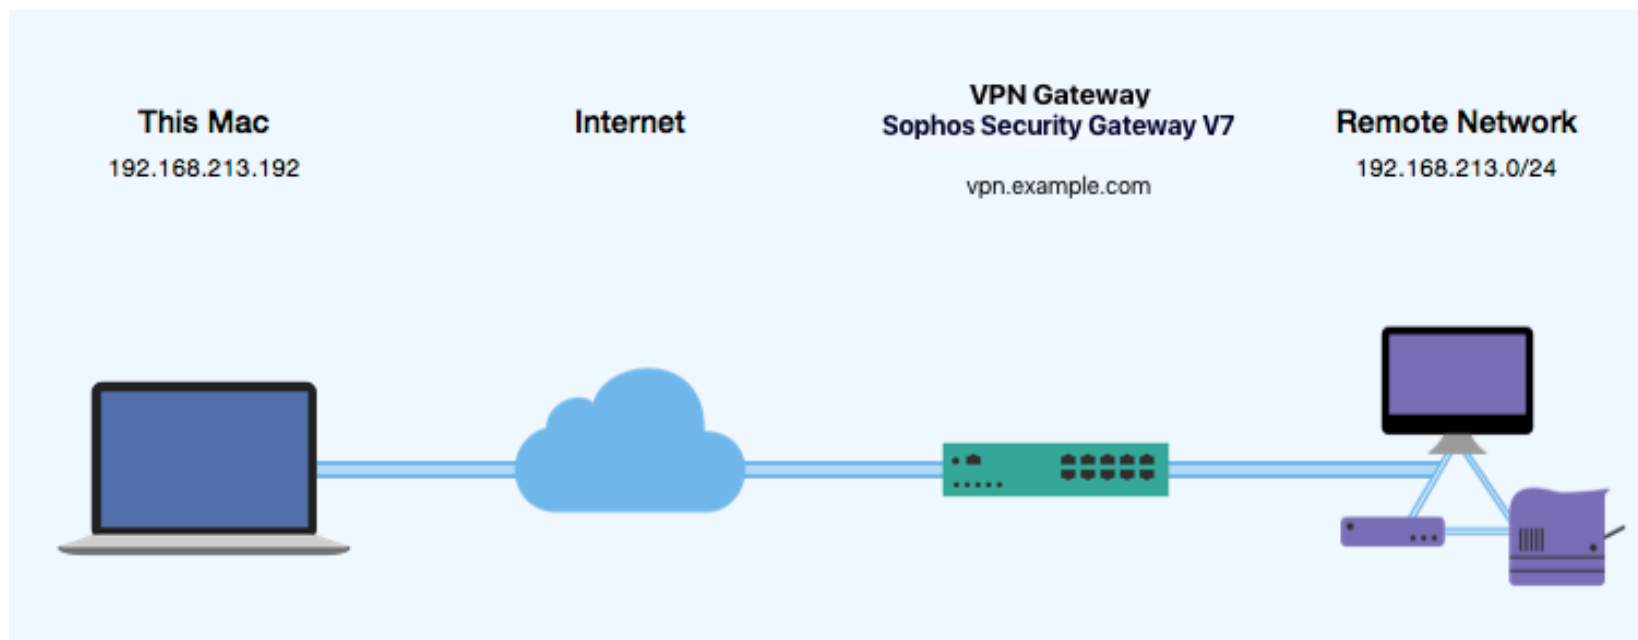 This Mac
192.168.213.192
Internet
VPN Gateway
Sophos Security Gateway V7
vpn.example.com
Remote Network
192.168.213.0/24